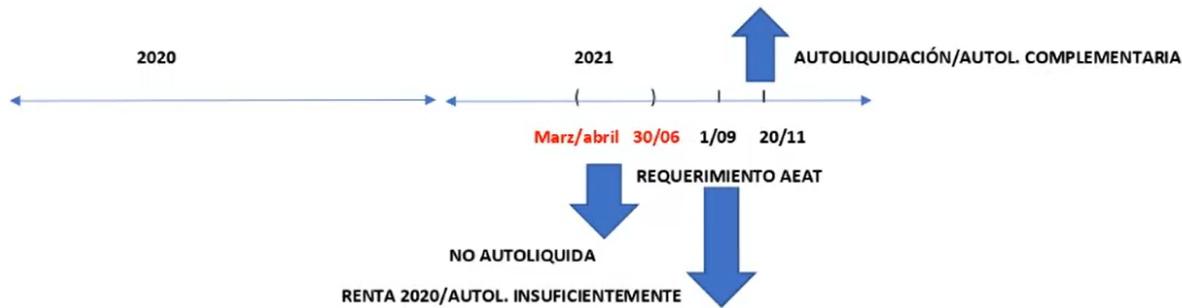 2020
2021
AUTOLIQUIDACIÓN/AUTOL. COMPLEMENTARIA
Marz/abril 30/06 1/09 20/11
REQUERIMIENTO AEAT
NO AUTOLIQUIDA
RENTA 2020/AUTOL. INSUFICIENTEMENTE